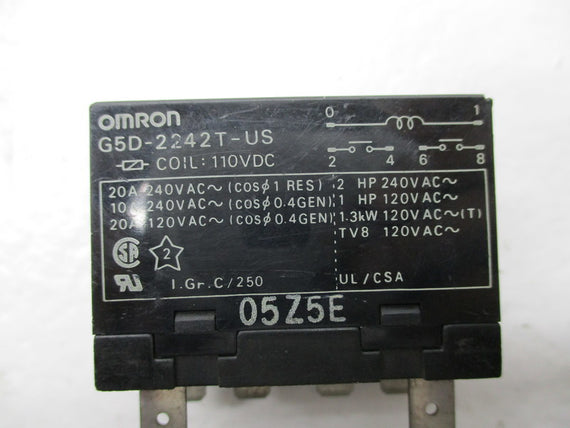 OMRON
G5D-2242T-US
COIL: 110VDC
0 1
2 4 6 8
20A 240VAC~ (COSφ1 RES)
10A 240VAC~ (COSφ0.4GEN)
20A 120VAC~ (COSφ0.4GEN)
2 HP 240VAC~
1 HP 120VAC~
1.3kW 120VAC~(T)
TV8 120VAC~
2
I.Gr.C/250
UL/CSA
05Z5E